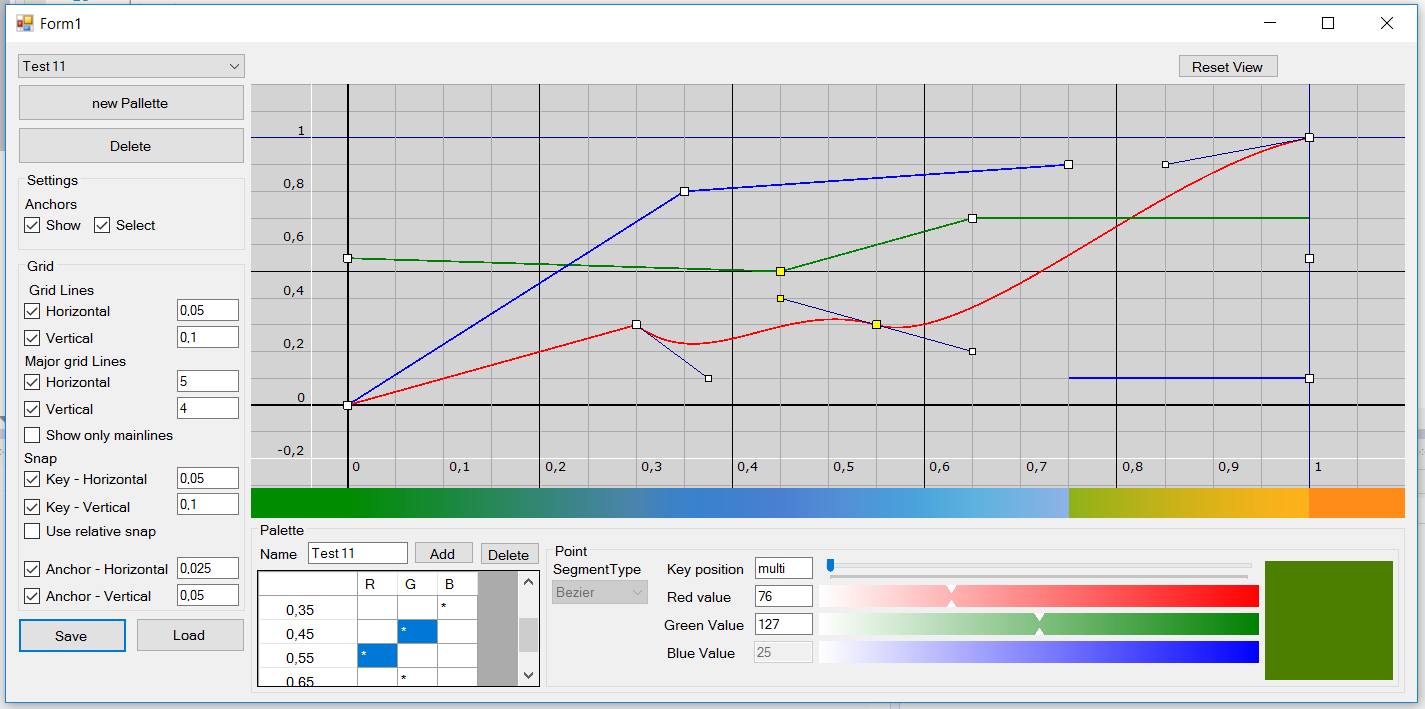 Form1
Test 11
new Pallette
Delete
Settings
Anchors
Show Select
Grid
Grid Lines
Horizontal 0,05
Vertical 0,1
Major grid Lines
Horizontal 5
Vertical 4
Show only mainlines
Snap
Key - Horizontal 0,05
Key - Vertical 0,1
Use relative snap
Anchor - Horizontal 0,025
Anchor - Vertical 0,05
Save Load
Reset View
1
0,8
0,6
0,4
0,2
0
-0,2
0 0,1 0,2 0,3 0,4 0,5 0,6 0,7 0,8 0,9 1
Palette
Name Test 11 Add Delete
R G B
0,35 *
0,45 *
0,55 *
0,65 *
Point
SegmentType
Bezier
Key position multi
Red value 76
Green Value 127
Blue Value 25